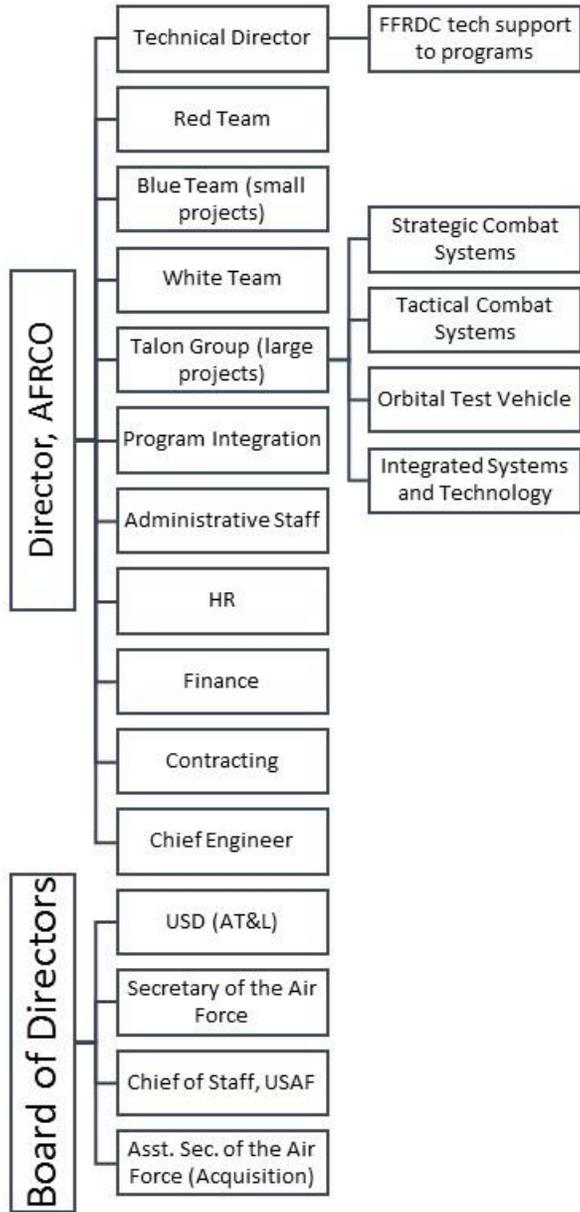 Director, AFRCO
Technical Director
FFRDC tech support
to programs
Red Team
Blue Team (small
projects)
White Team
Talon Group (large
projects)
Strategic Combat
Systems
Tactical Combat
Systems
Orbital Test Vehicle
Integrated Systems
and Technology
Program Integration
Administrative Staff
HR
Finance
Contracting
Chief Engineer
Board of Directors
USD (AT&L)
Secretary of the Air
Force
Chief of Staff, USAF
Asst. Sec. of the Air
Force (Acquisition)